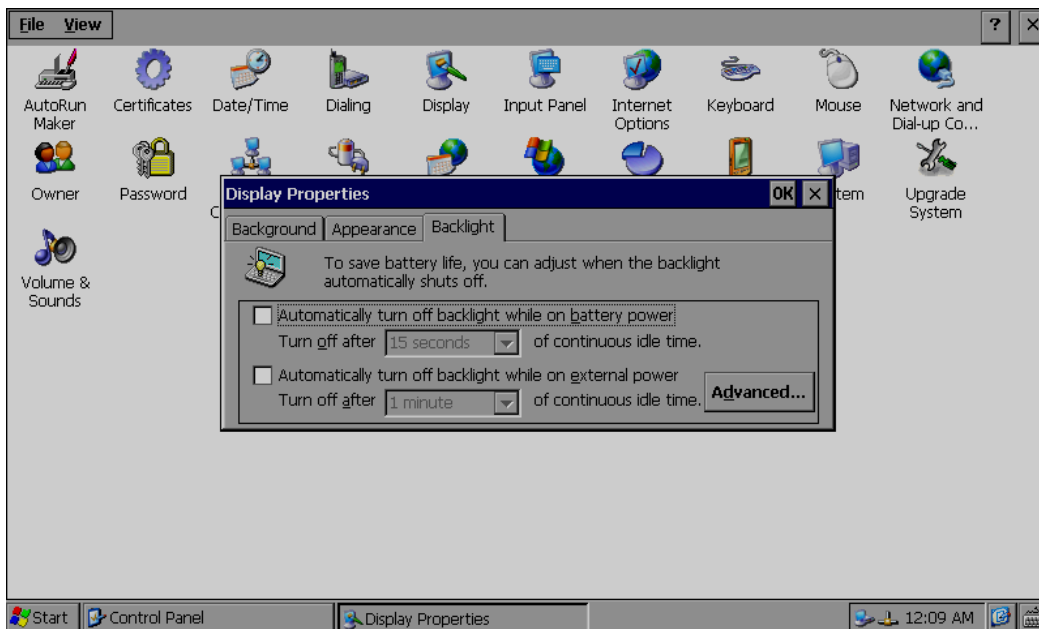 File View ? ×
AutoRun Maker
Certificates
Date/Time
Dialing
Display
Input Panel
Internet Options
Keyboard
Mouse
Network and Dial-up Co...
Owner
Password
C
tem
Upgrade System
Volume & Sounds
Display Properties OK ×
Background Appearance Backlight
To save battery life, you can adjust when the backlight
automatically shuts off.
Automatically turn off backlight while on battery power
Turn off after 15 seconds of continuous idle time.
Automatically turn off backlight while on external power
Turn off after 1 minute of continuous idle time.
Advanced...
Start Control Panel Display Properties 12:09 AM